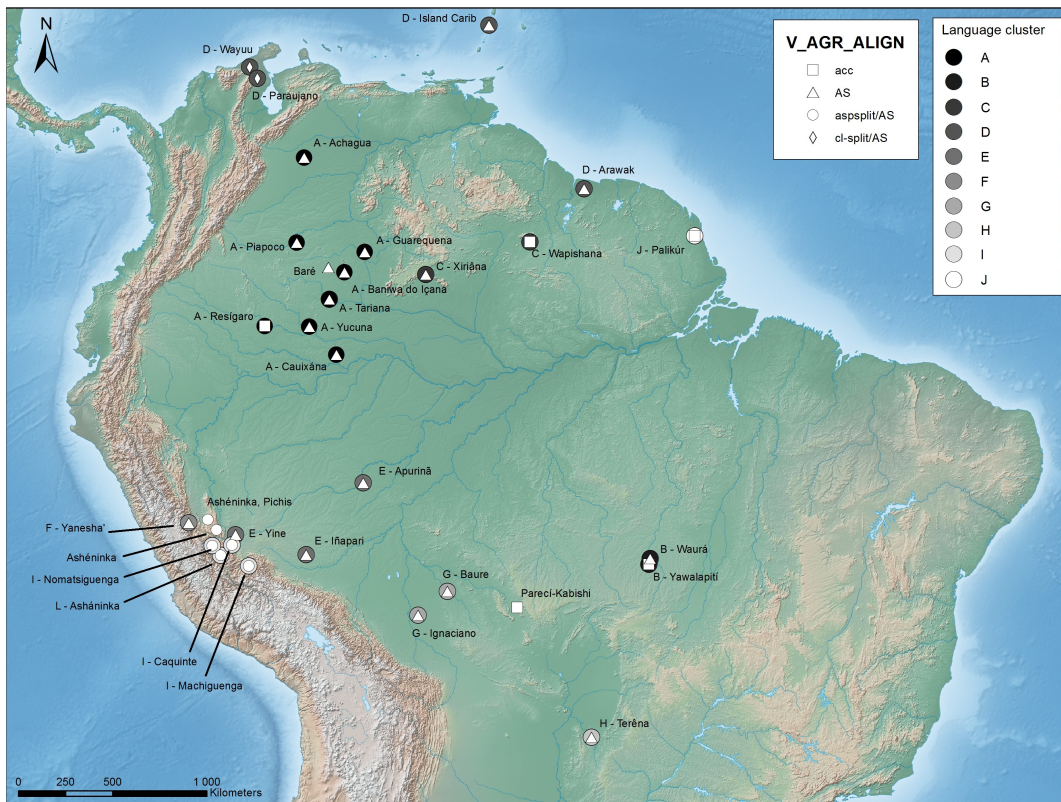 N
D - Island Carib
D - Wayuu
D - Paraujano
A - Achagua
D - Arawak
A - Piapoco
A - Guarequena
C - Wapishana
J - Palikúr
Baré
C - Xiriâna
A - Baniwa do Içana
A - Tariana
A - Resígaro
A - Yucuna
A - Cauixána
E - Apurinã
Ashéninka, Pichis
F - Yanesha'
E - Yine
E - Iñapari
Ashéninka
B - Waurá
B - Yawalapití
I - Nomatsiguenga
G - Baure
Parecí-Kabishi
L - Asháninka
G - Ignaciano
I - Caquinte
I - Machiguenga
H - Terêna
V_AGR_ALIGN
acc
AS
aspsplit/AS
cl-split/AS
Language cluster
A
B
C
D
E
F
G
H
I
J
0 250 500 1 000
Kilometers